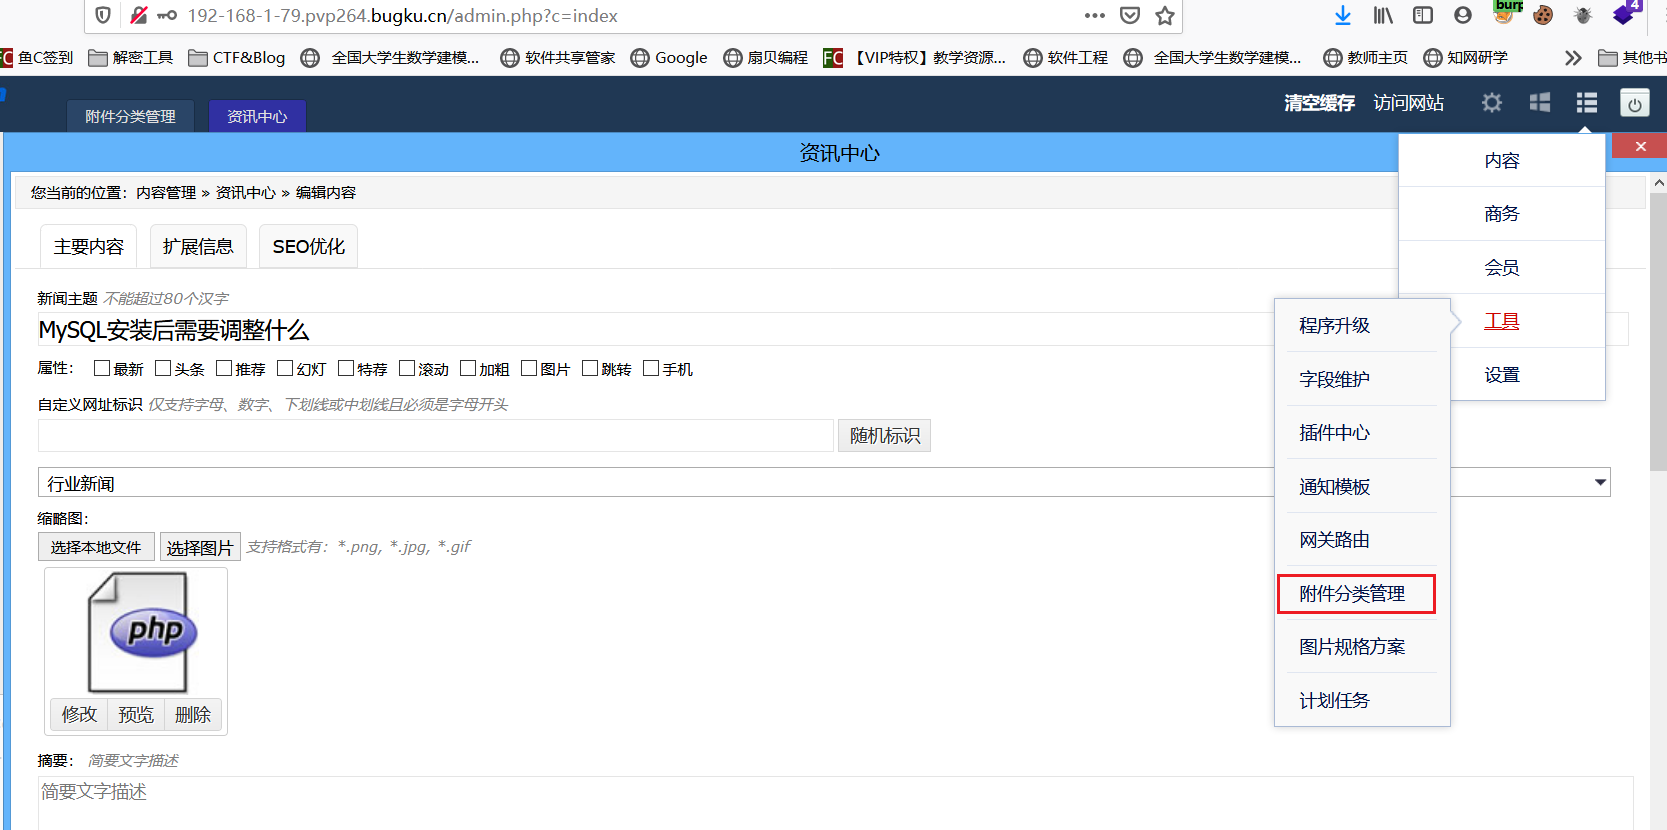 192-168-1-79.pvp264.bugku.cn/admin.php?c=index
burp
4
鱼C签到 解密工具 CTF&Blog 全国大学生数学建模... 软件共享管家 Google 扇贝编程 【VIP特权】教学资源... 软件工程 全国大学生数学建模... 教师主页 知网研学 其他书
附件分类管理 资讯中心 清空缓存 访问网站
资讯中心
您当前的位置：内容管理 » 资讯中心 » 编辑内容
主要内容 扩展信息 SEO优化
新闻主题 不能超过80个汉字
MySQL安装后需要调整什么
属性： 最新 头条 推荐 幻灯 特荐 滚动 加粗 图片 跳转 手机
自定义网址标识 仅支持字母、数字、下划线或中划线且必须是字母开头
随机标识
行业新闻
缩略图：
选择本地文件 选择图片 支持格式有：*.png, *.jpg, *.gif
php
修改 预览 删除
摘要： 简要文字描述
简要文字描述
内容
商务
会员
工具
设置
程序升级
字段维护
插件中心
通知模板
网关路由
附件分类管理
图片规格方案
计划任务